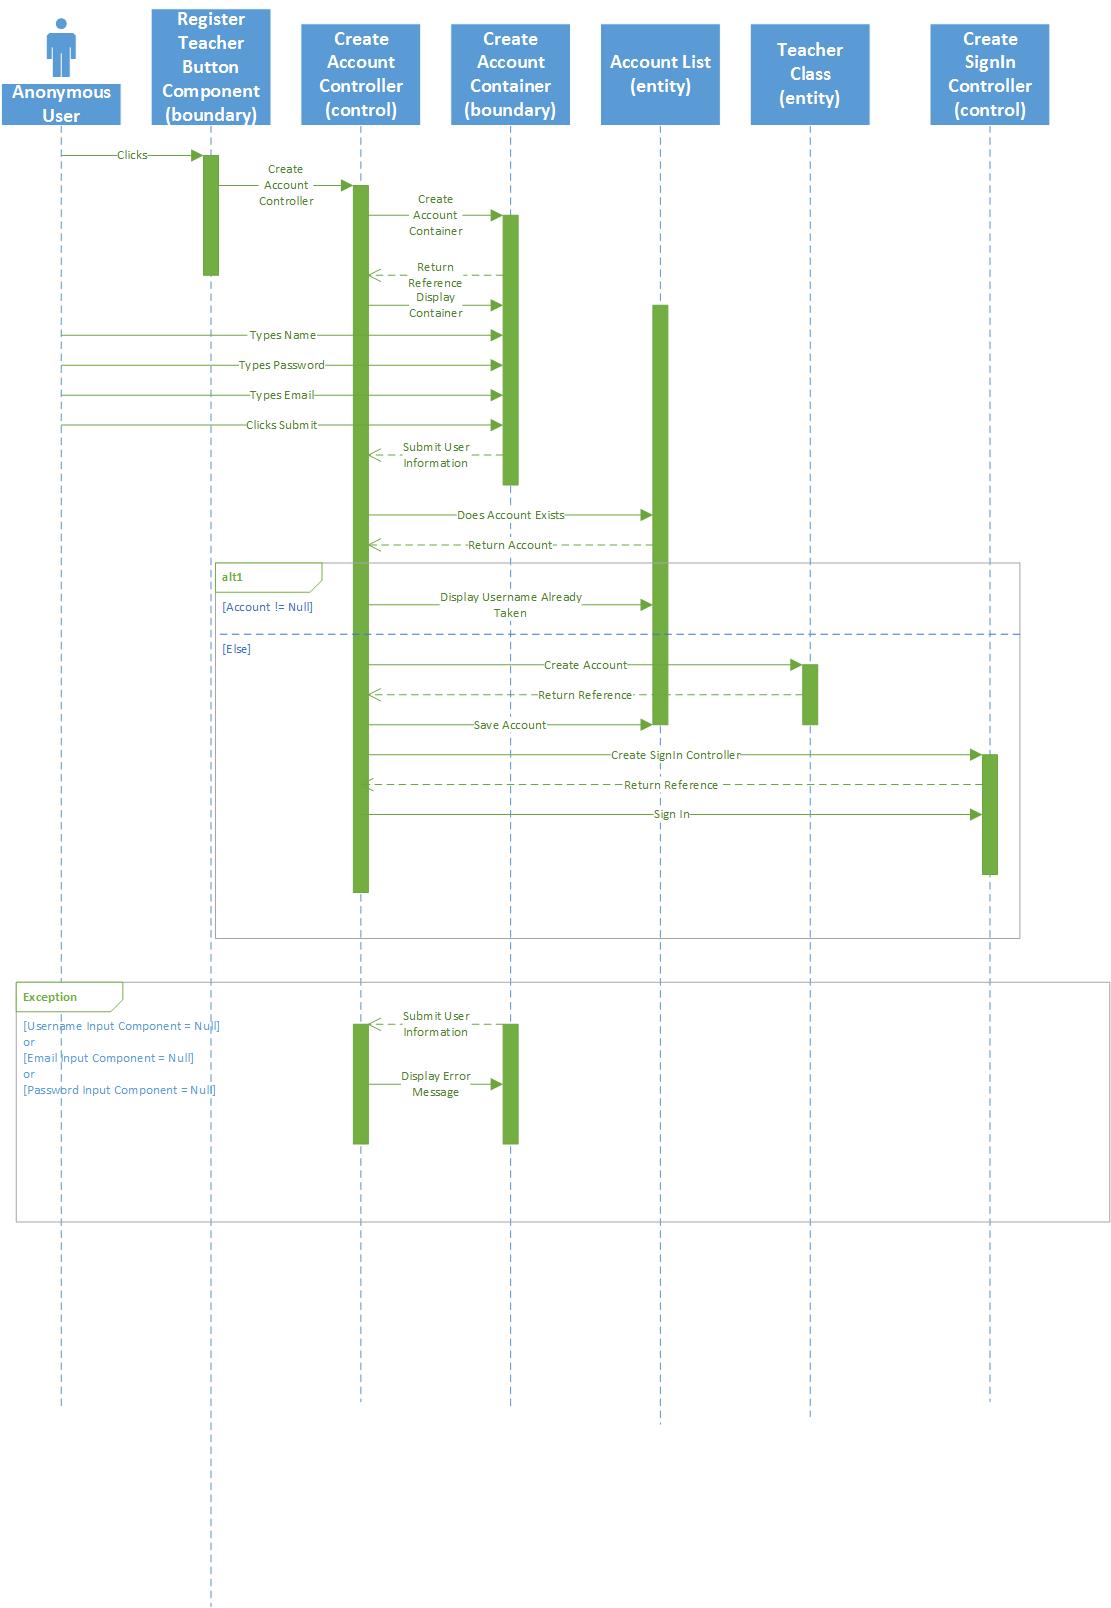 Anonymous
User
Register
Teacher
Button
Component
(boundary)
Create
Account
Controller
(control)
Create
Account
Container
(boundary)
Account List
(entity)
Teacher
Class
(entity)
Create
SignIn
Controller
(control)
Clicks
Create
Account
Controller
Create
Account
Container
Return
Reference
Display
Container
Types Name
Types Password
Types Email
Clicks Submit
Submit User
Information
Does Account Exists
Return Account
alt1
[Account != Null]
Display Username Already
Taken
[Else]
Create Account
Return Reference
Save Account
Create SignIn Controller
Return Reference
Sign In
Exception
[Username Input Component = Null]
or
[Email Input Component = Null]
or
[Password Input Component = Null]
Submit User
Information
Display Error
Message